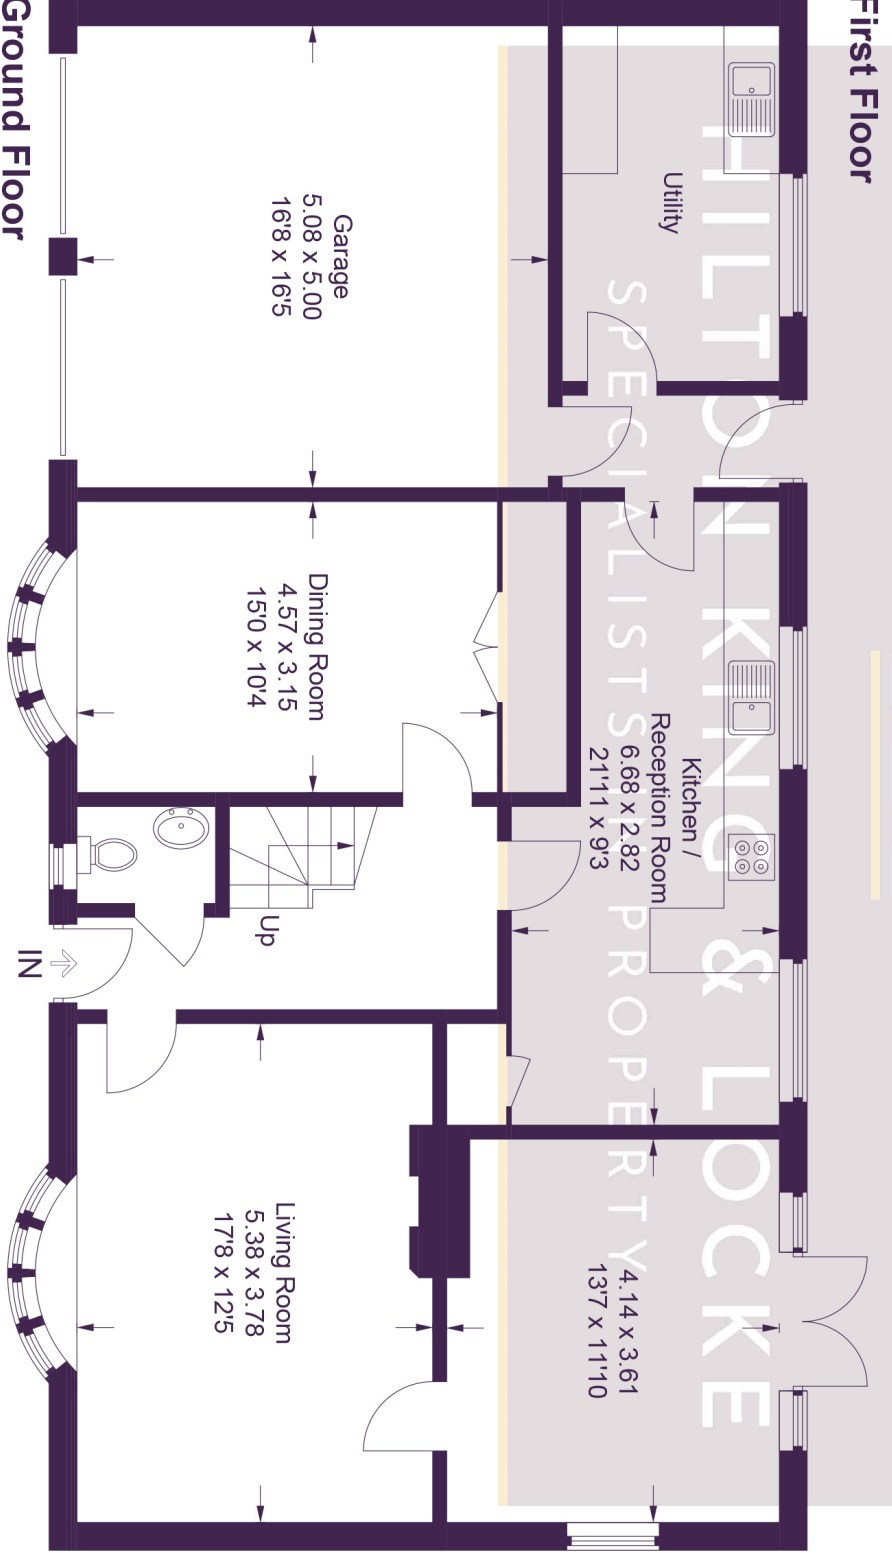 First Floor
HILTON KING & LOCKE
SPECIALISTS IN PROPERTY
Utility
Kitchen /
Reception Room
6.68 x 2.82
21'11 x 9'3
4.14 x 3.61
13'7 x 11'10
Garage
5.08 x 5.00
16'8 x 16'5
Dining Room
4.57 x 3.15
15'0 x 10'4
Up
Living Room
5.38 x 3.78
17'8 x 12'5
IN
Ground Floor